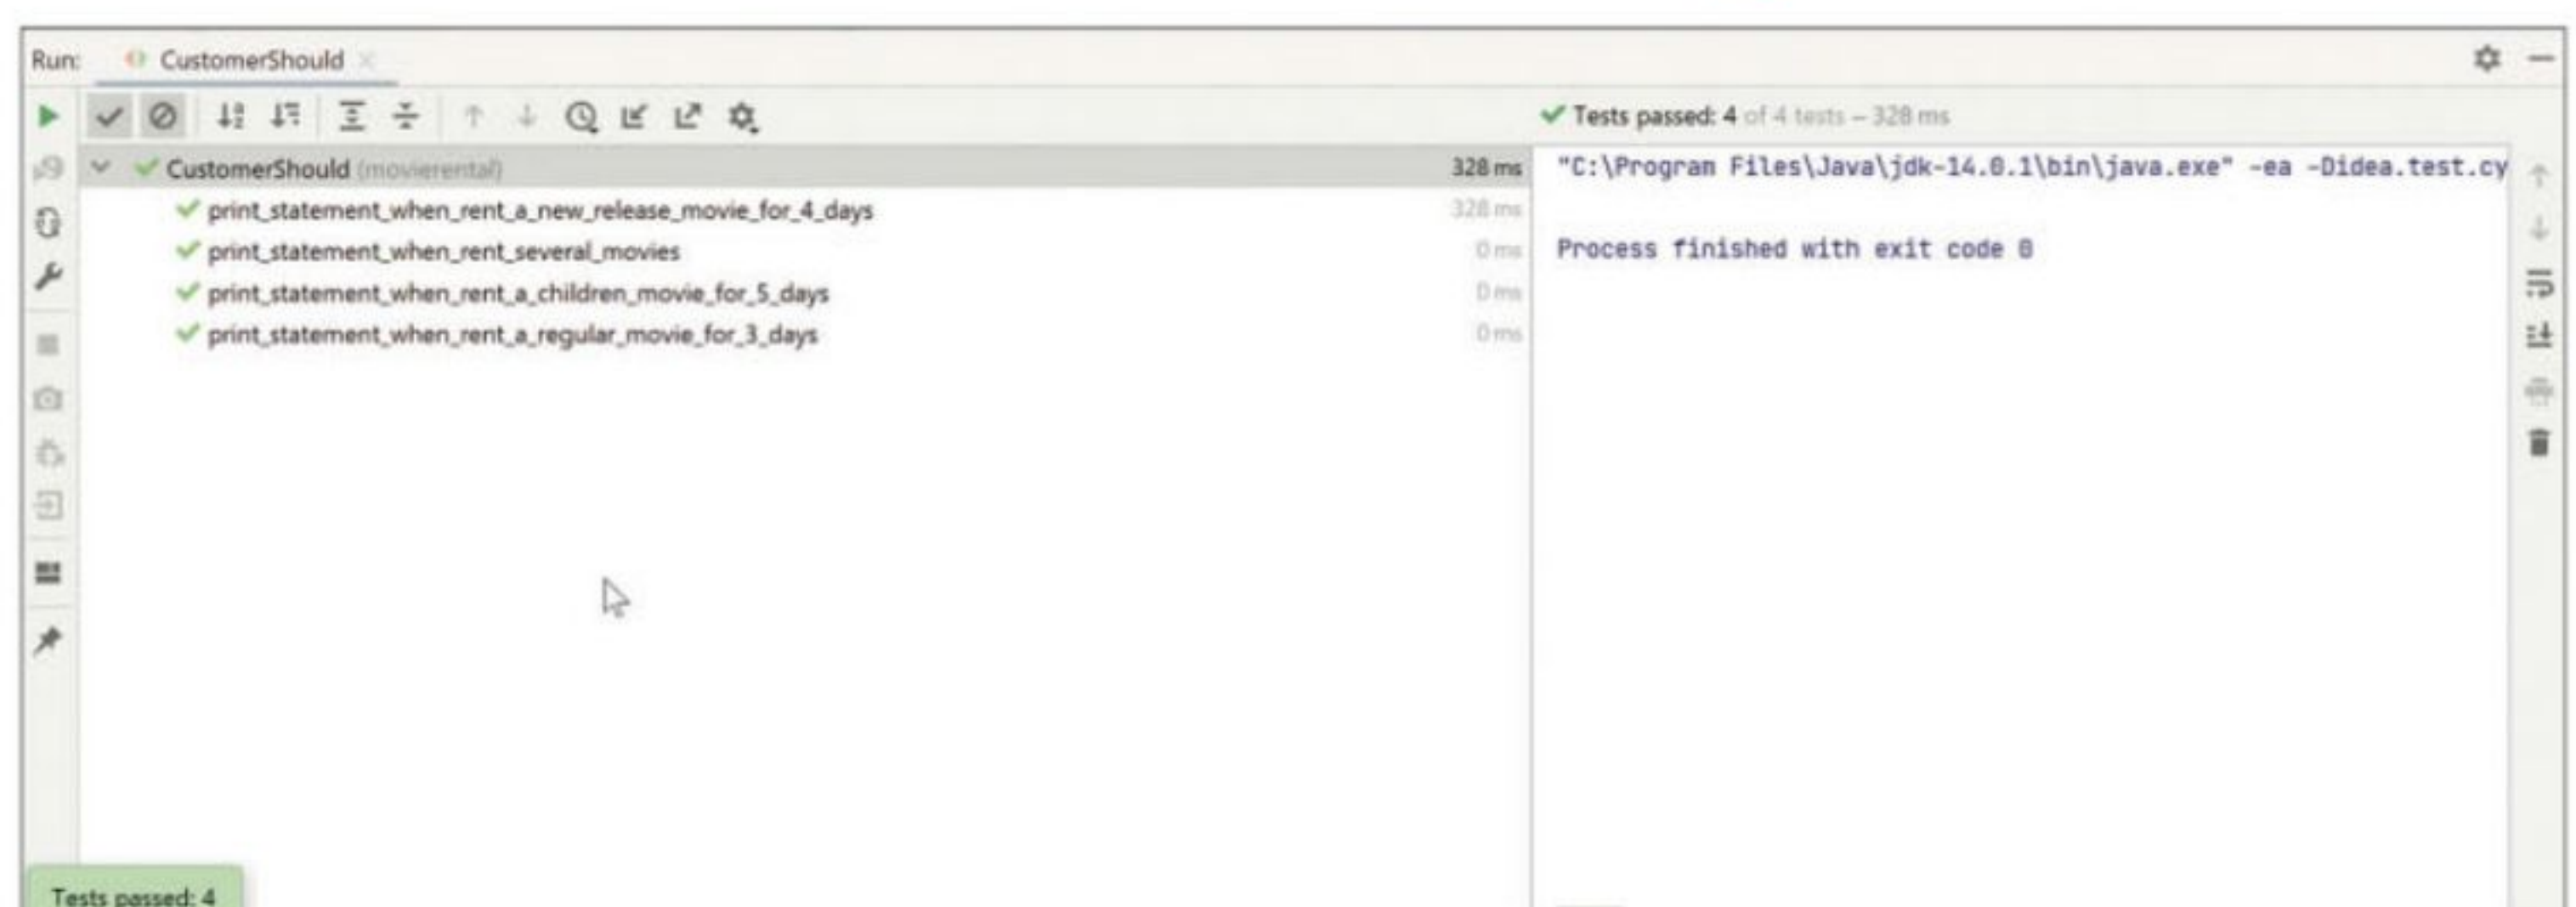 Run: CustomerShould
Tests passed: 4 of 4 tests – 328 ms
CustomerShould (movierental) 328 ms
print_statement_when_rent_a_new_release_movie_for_4_days 328 ms
print_statement_when_rent_several_movies 0 ms
print_statement_when_rent_a_children_movie_for_5_days 0 ms
print_statement_when_rent_a_regular_movie_for_3_days 0 ms
"C:\Program Files\Java\jdk-14.0.1\bin\java.exe" -ea -Didea.test.cy
Process finished with exit code 0
Tests passed: 4